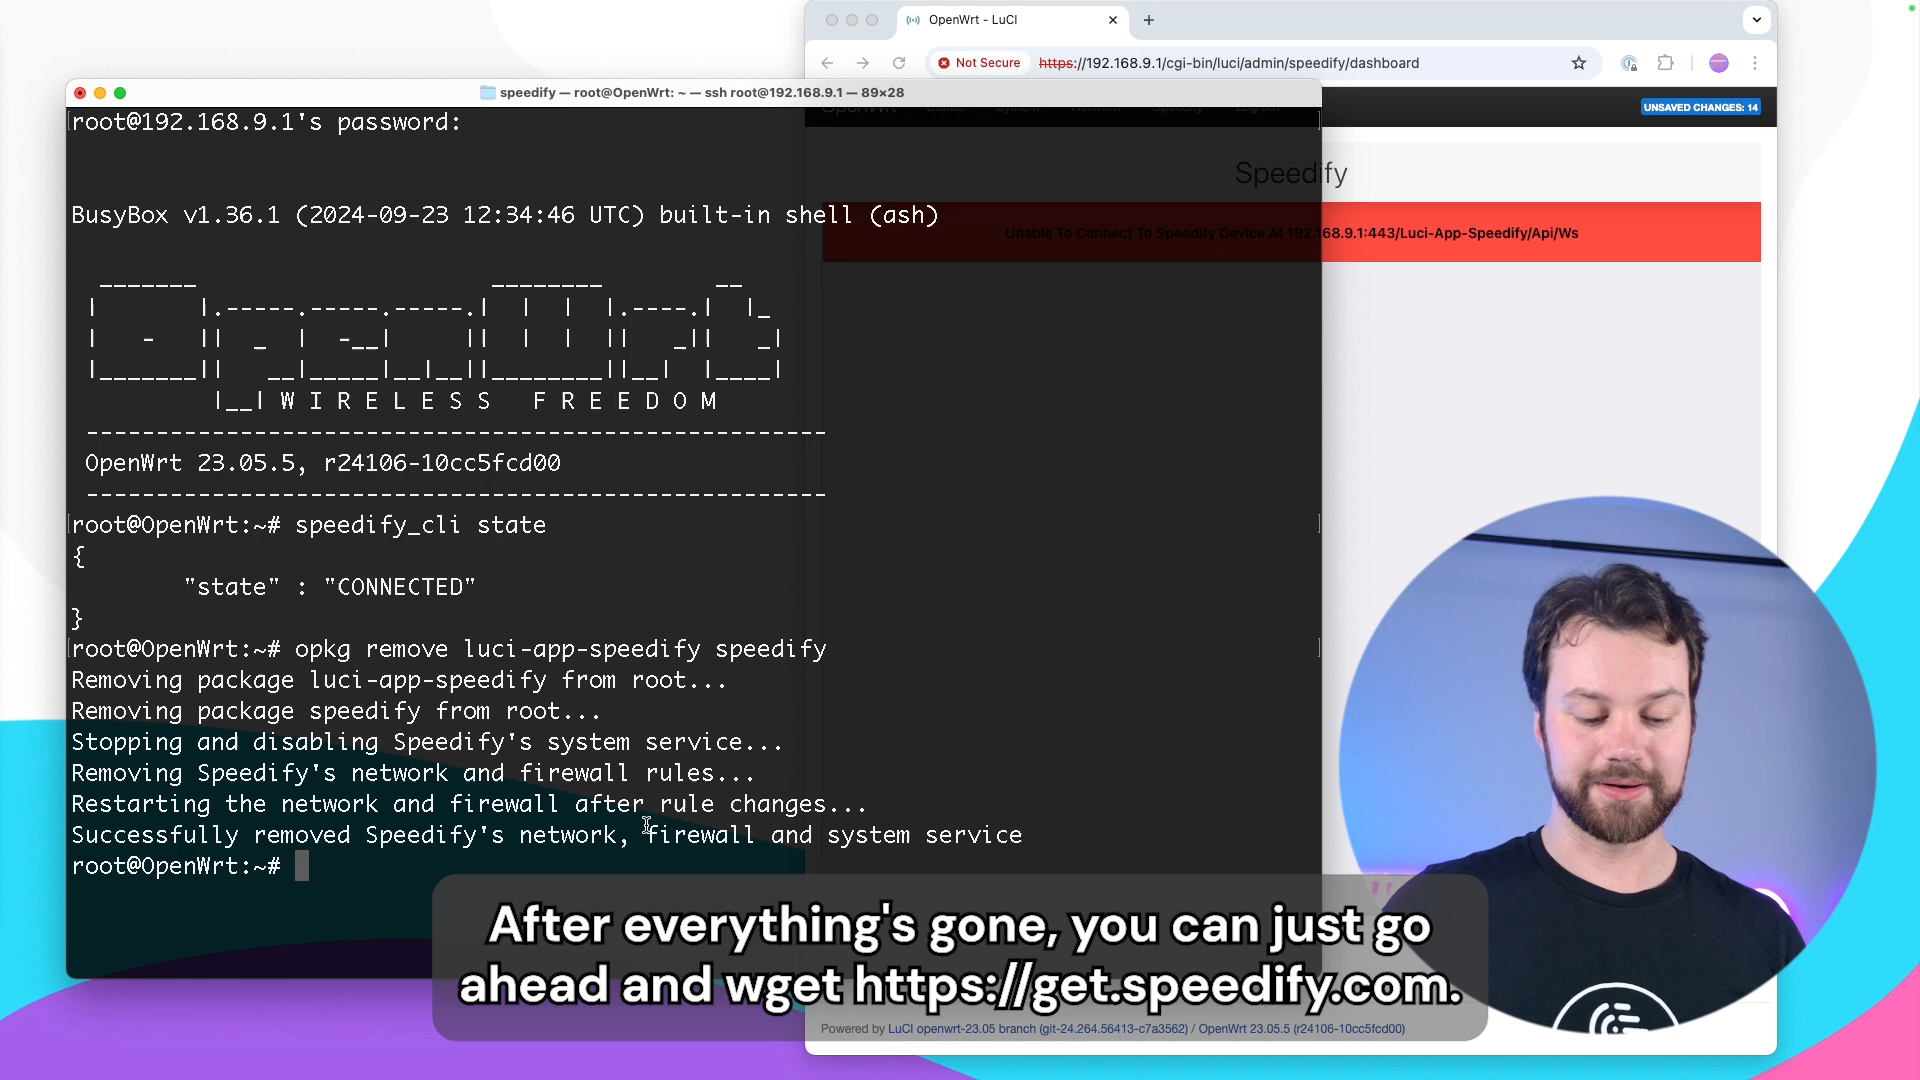 OpenWrt - LuCI
Not Secure
https://192.168.9.1/cgi-bin/luci/admin/speedify/dashboard
speedify — root@OpenWrt: ~ — ssh root@192.168.9.1 — 89×28
UNSAVED CHANGES: 14
root@192.168.9.1's password:
Speedify
BusyBox v1.36.1 (2024-09-23 12:34:46 UTC) built-in shell (ash)
Unable To Connect To Speedify Device At 192.168.9.1:443/Luci-App-Speedify/Api/Ws
W I R E L E S S   F R E E D O M
OpenWrt 23.05.5, r24106-10cc5fcd00
root@OpenWrt:~# speedify_cli state
{
"state" : "CONNECTED"
}
root@OpenWrt:~# opkg remove luci-app-speedify speedify
Removing package luci-app-speedify from root...
Removing package speedify from root...
Stopping and disabling Speedify's system service...
Removing Speedify's network and firewall rules...
Restarting the network and firewall after rule changes...
Successfully removed Speedify's network, firewall and system service
root@OpenWrt:~#
After everything's gone, you can just go
ahead and wget https://get.speedify.com.
Powered by LuCI openwrt-23.05 branch (git-24.264.56413-c7a3562) / OpenWrt 23.05.5 (r24106-10cc5fcd00)